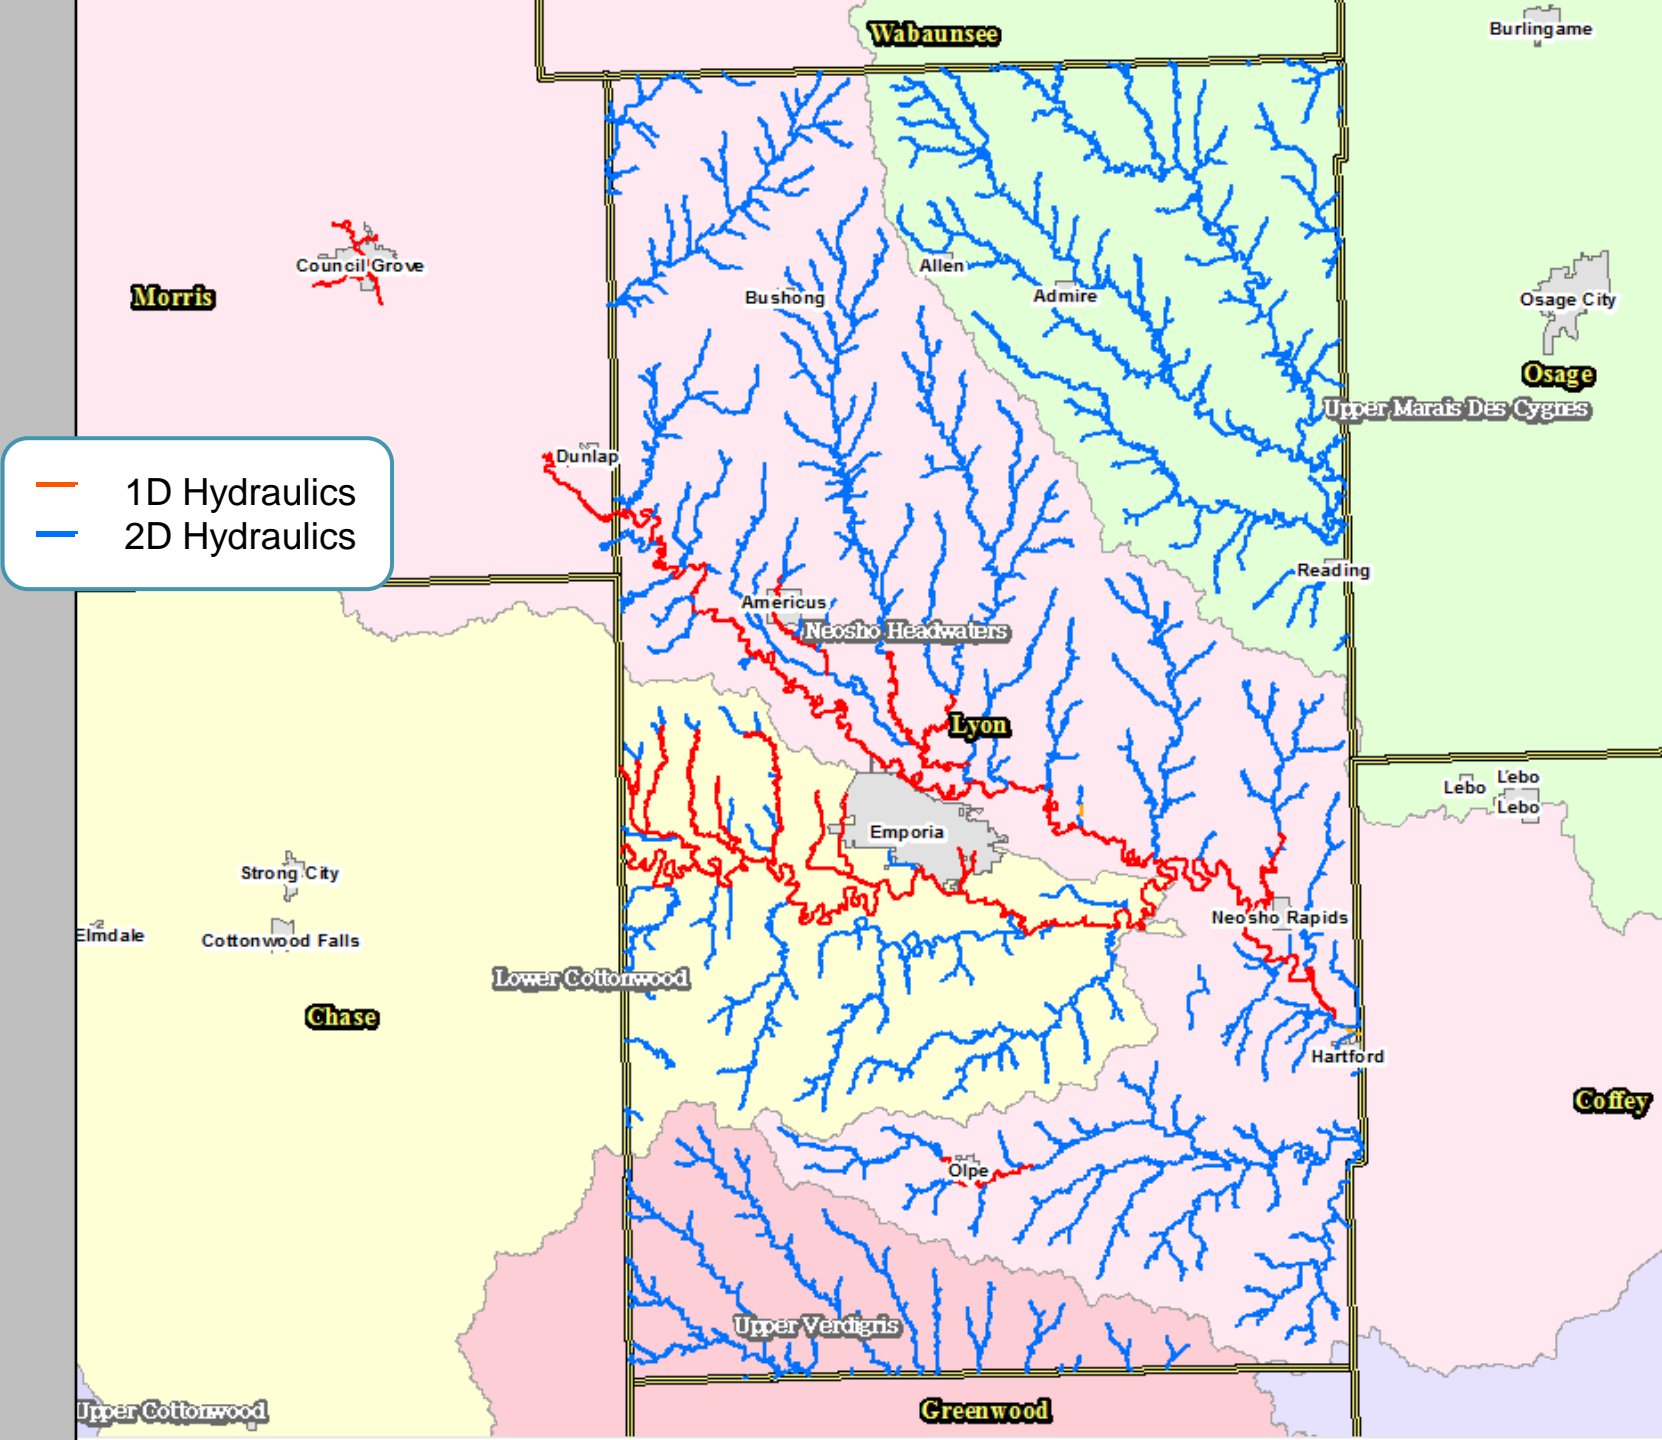 Wabaunsee
Burlingame
Council Grove
Allen
Morris
Bushong
Admire
Osage City
Osage
Upper Marais Des Cygnes
Dunlap
1D Hydraulics
2D Hydraulics
Reading
Americus
Neosho Headwaters
Lyon
Lebo
Lebo
Lebo
Emporia
Strong City
Elmdale
Cottonwood Falls
Neosho Rapids
Lower Cottonwood
Chase
Hartford
Coffey
Olpe
Upper Verdigris
Upper Cottonwood
Greenwood